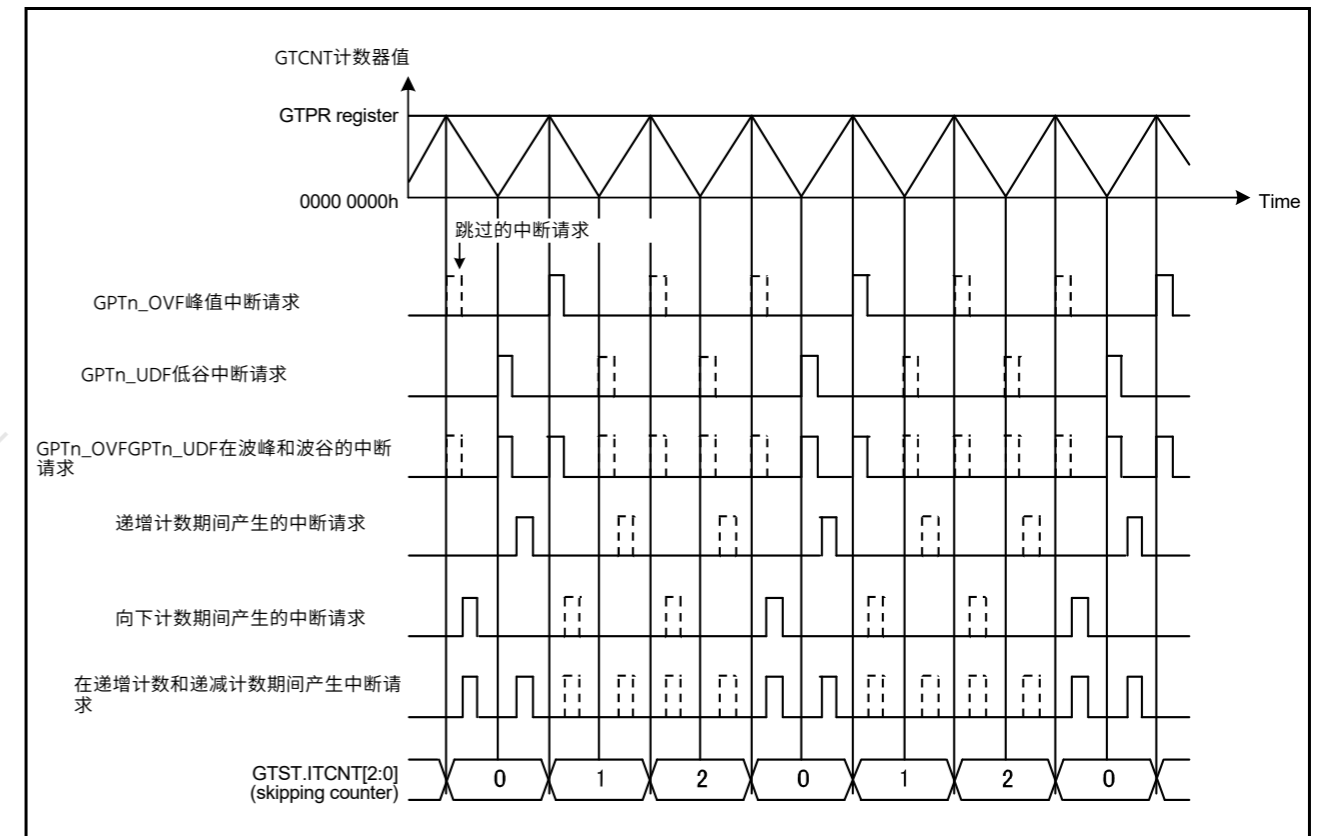 GTCNT计数器值
GTPR register
0000 0000h
Time
跳过的中断请求
GPTn_OVF峰值中断请求
GPTn_UDF低谷中断请求
GPTn_OVFGPTn_UDF在波峰和波谷的中断
请求
递增计数期间产生的中断请求
向下计数期间产生的中断请求
在递增计数和递减计数期间产生中断请
求
GTST.ITCNT[2:0]
(skipping counter)
0 1 2 0 1 2 0